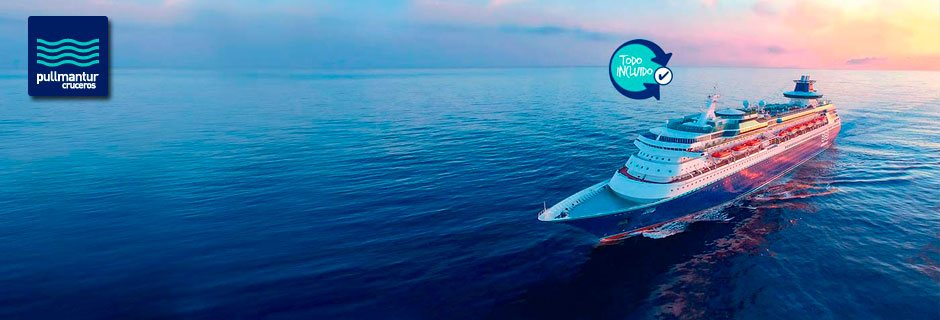 pullmantur
cruceros
TODO
INCLUIDO